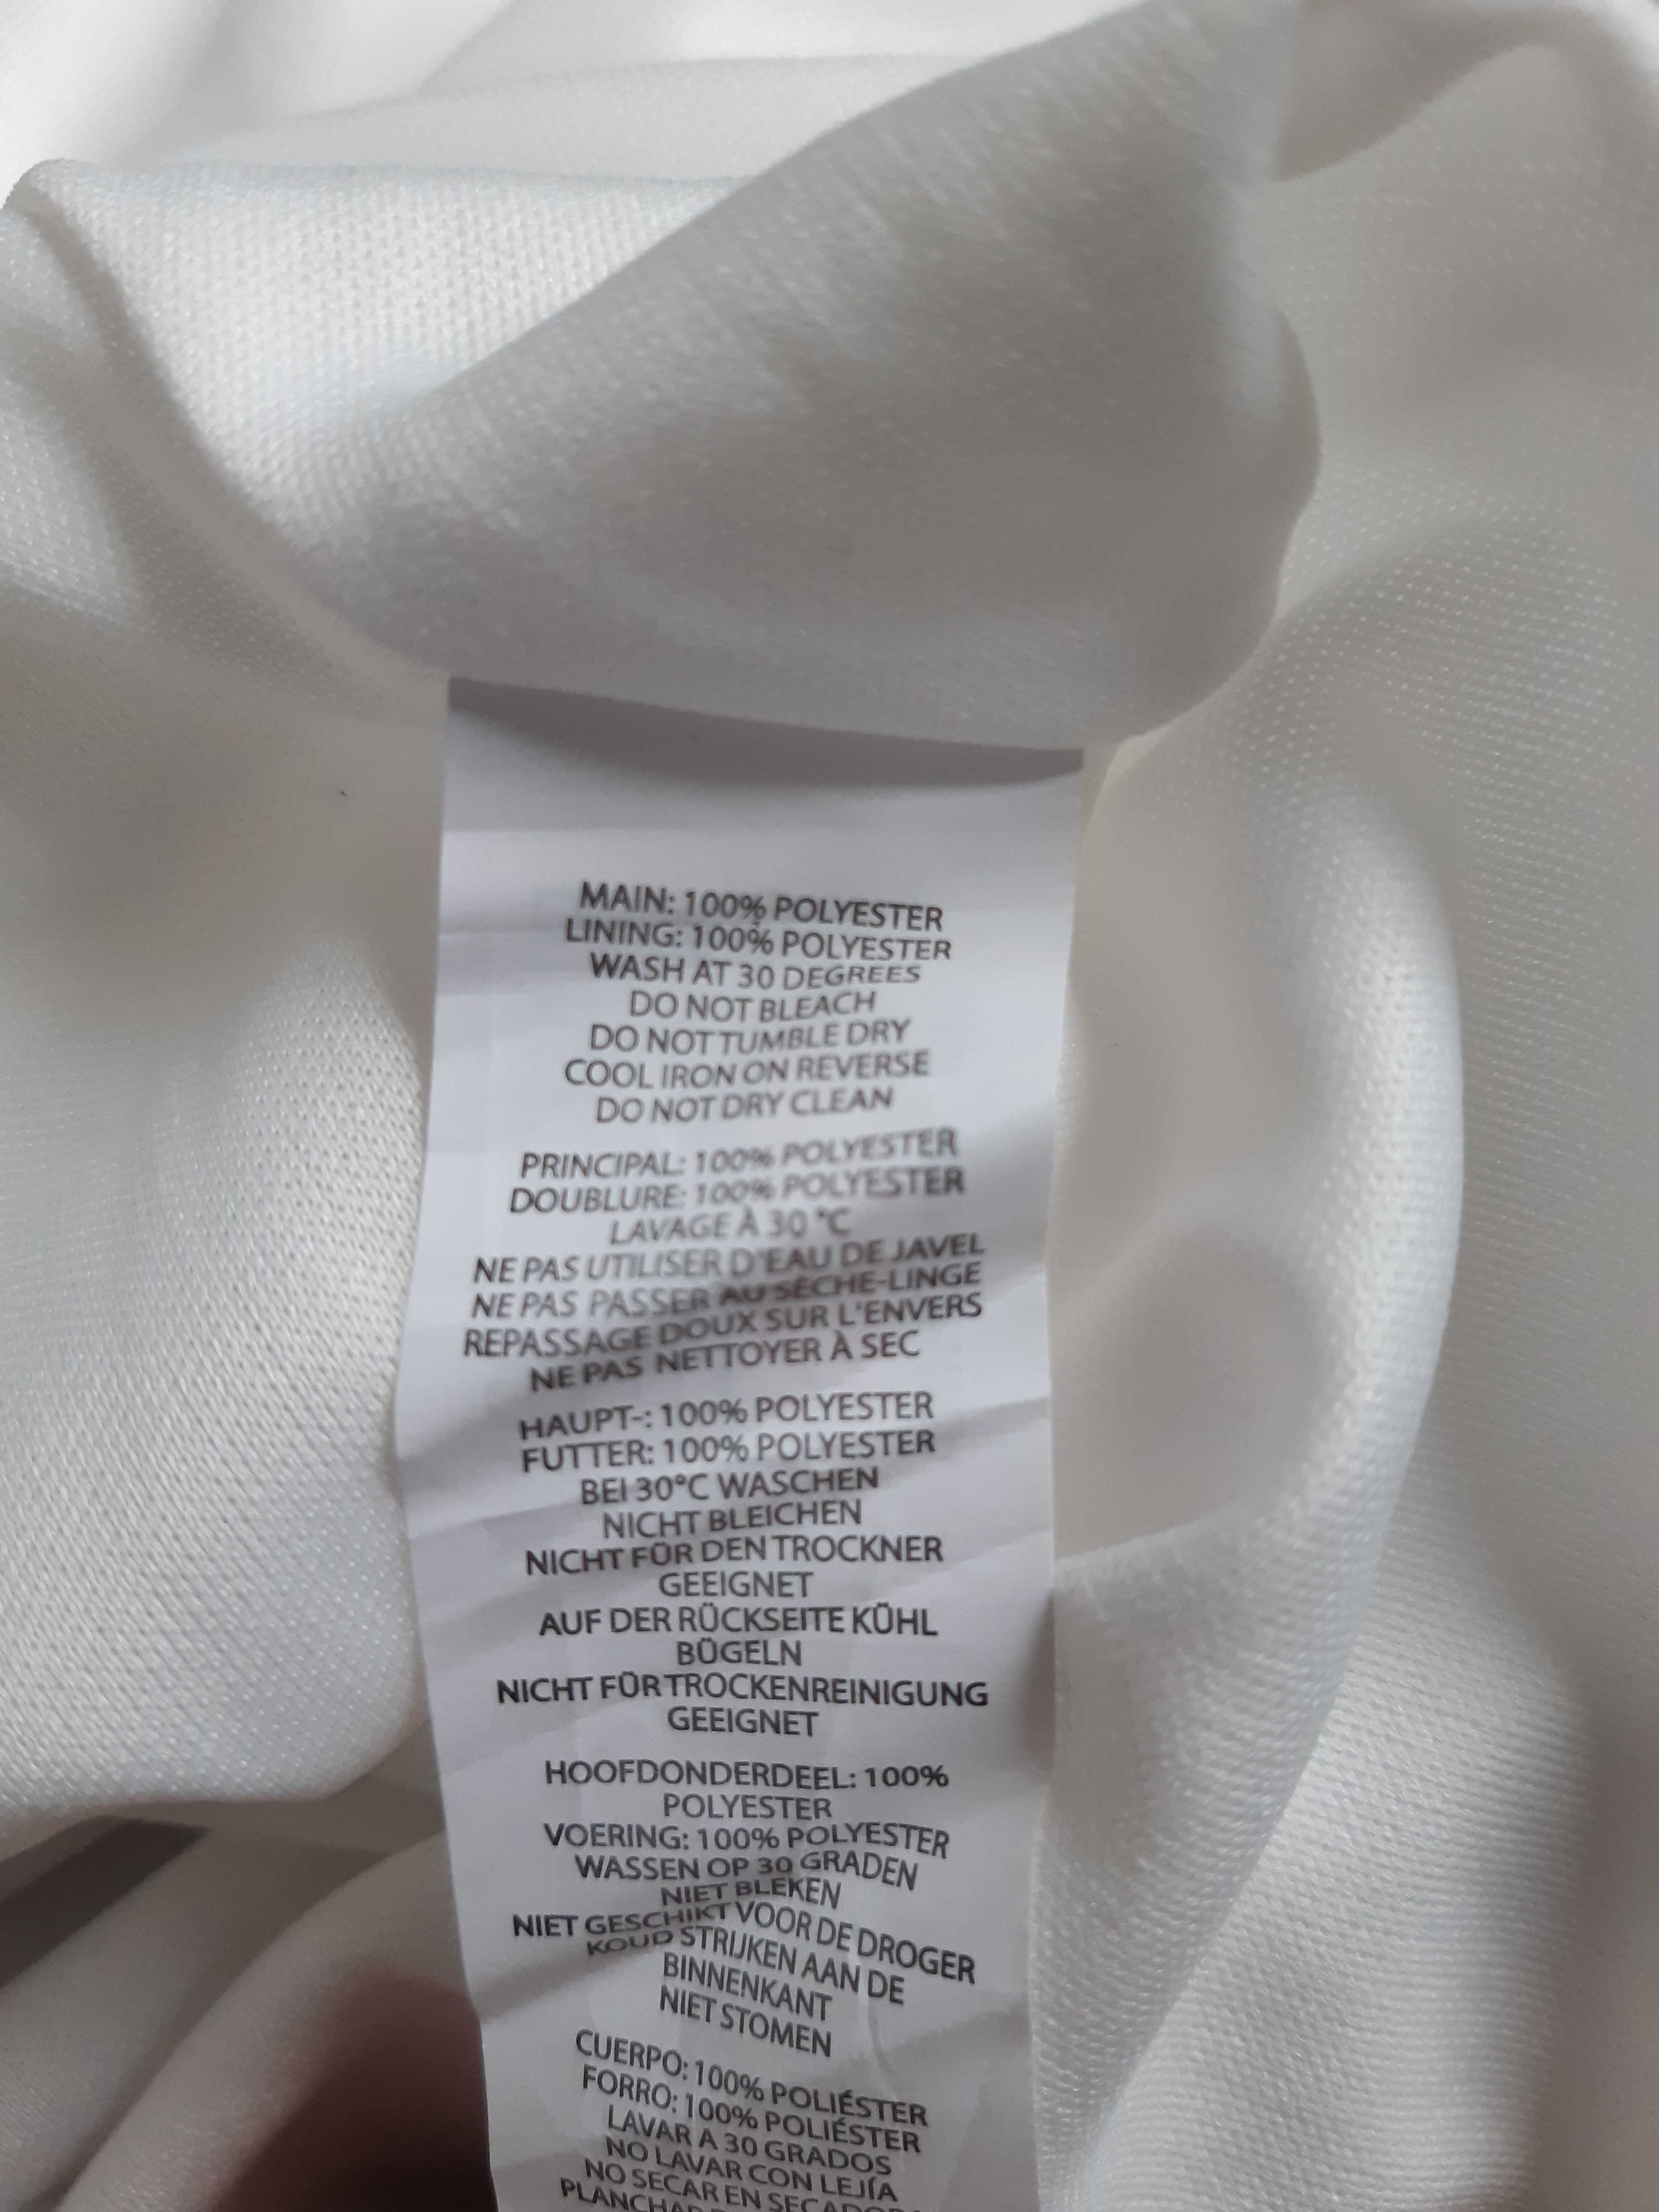 MAIN: 100% POLYESTER
LINING: 100% POLYESTER
WASH AT 30 DEGREES
DO NOT BLEACH
DO NOT TUMBLE DRY
COOL IRON ON REVERSE
DO NOT DRY CLEAN
PRINCIPAL: 100% POLYESTER
DOUBLURE: 100% POLYESTER
LAVAGE À 30 °C
NE PAS UTILISER D'EAU DE JAVEL
NE PAS PASSER AU SÈCHE-LINGE
REPASSAGE DOUX SUR L'ENVERS
NE PAS NETTOYER À SEC
HAUPT-: 100% POLYESTER
FUTTER: 100% POLYESTER
BEI 30°C WASCHEN
NICHT BLEICHEN
NICHT FÜR DEN TROCKNER
GEEIGNET
AUF DER RÜCKSEITE KÜHL
BÜGELN
NICHT FÜR TROCKENREINIGUNG
GEEIGNET
HOOFDONDERDEEL: 100%
POLYESTER
VOERING: 100% POLYESTER
WASSEN OP 30 GRADEN
NIET BLEKEN
NIET GESCHIKT VOOR DE DROGER
KOUD STRIJKEN AAN DE
BINNENKANT
NIET STOMEN
CUERPO: 100% POLIÉSTER
FORRO: 100% POLIÉSTER
LAVAR A 30 GRADOS
NO LAVAR CON LEJÍA
NO SECAR EN